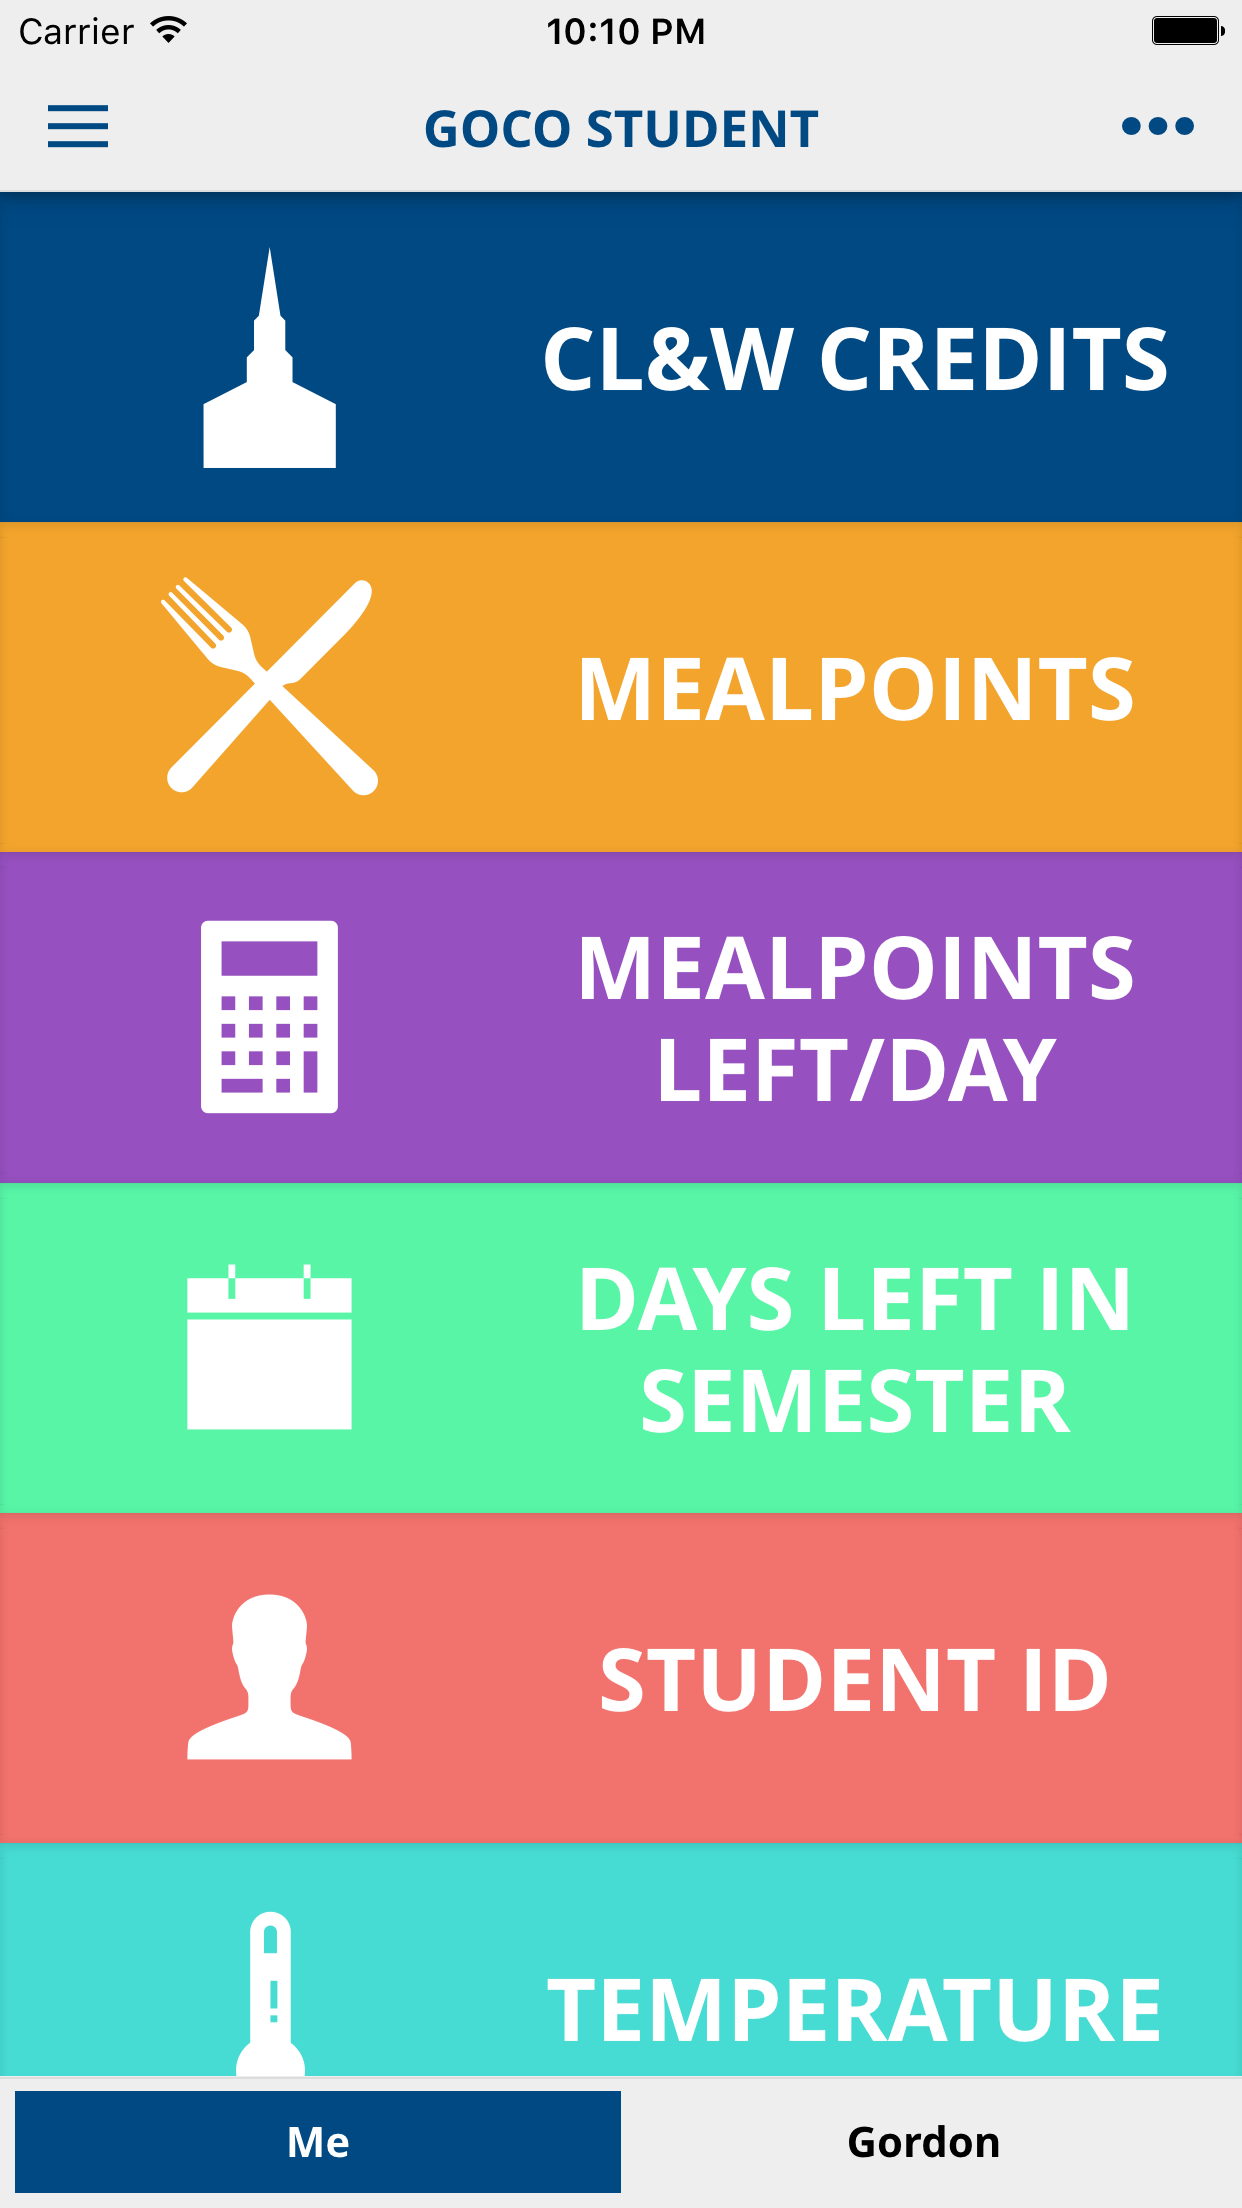 Carrier 10:10 PM
GOCO STUDENT
CL&W CREDITS
MEALPOINTS
MEALPOINTS
LEFT/DAY
DAYS LEFT IN
SEMESTER
STUDENT ID
TEMPERATURE
Me Gordon